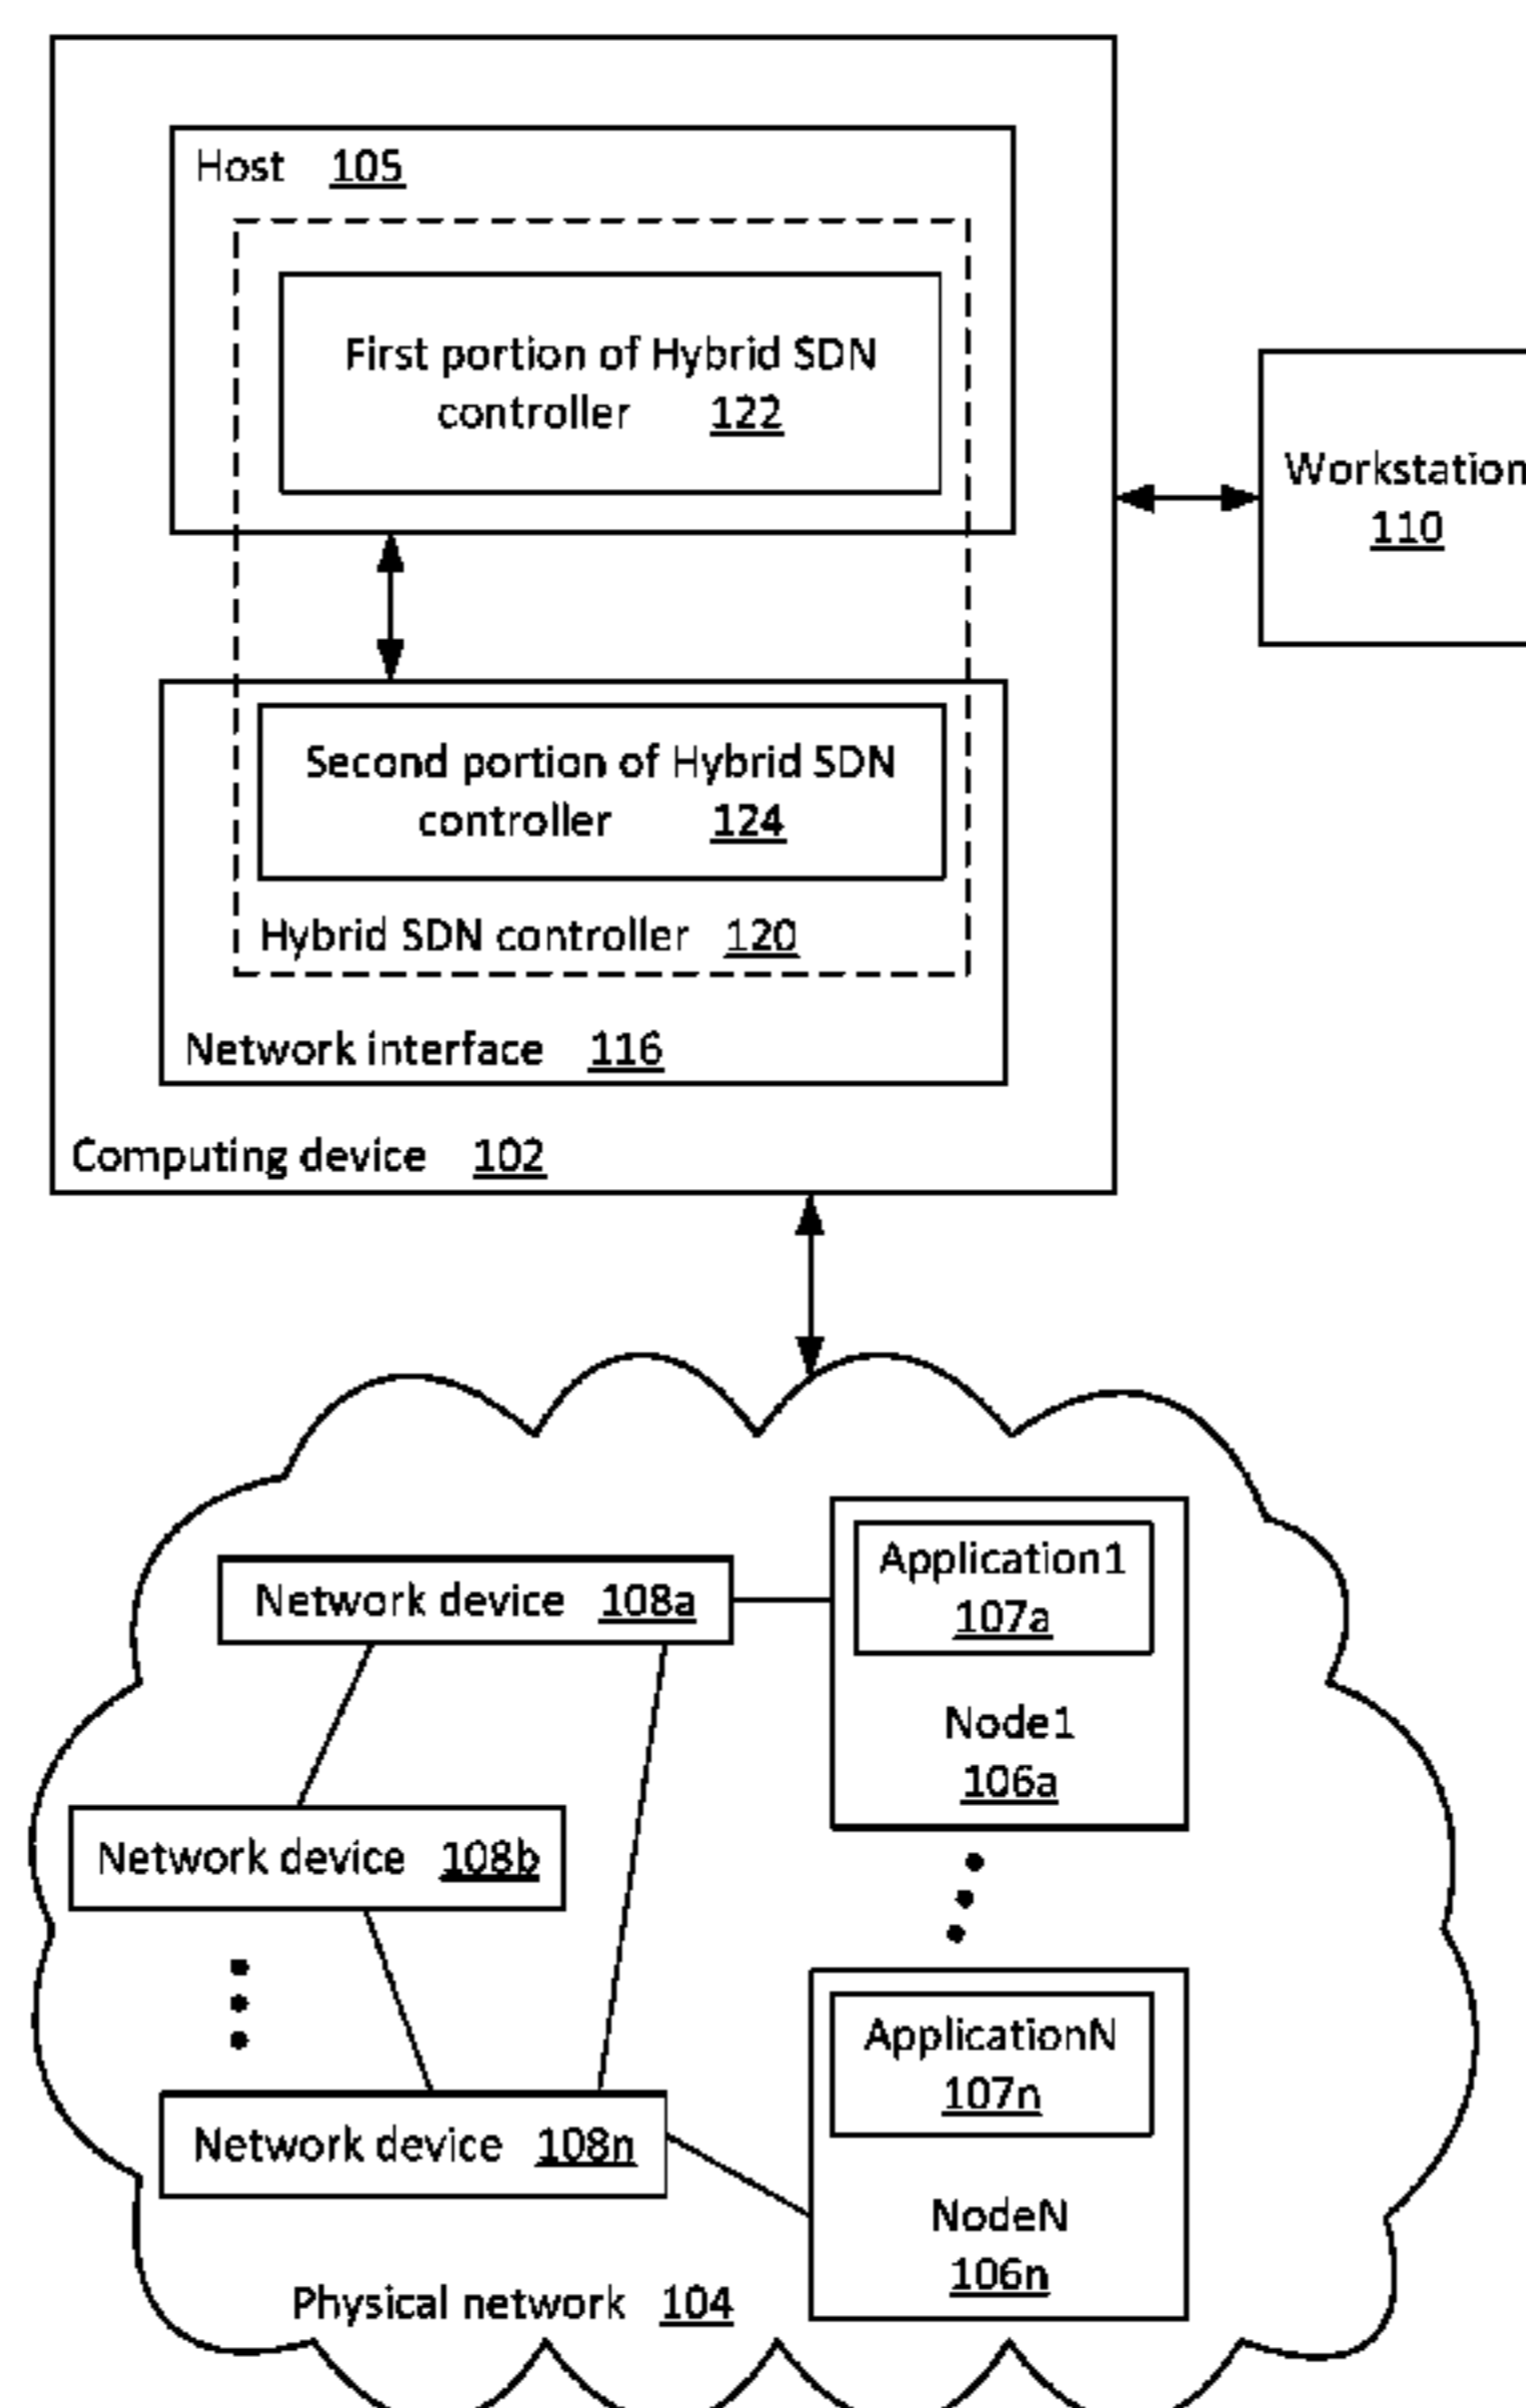 Host 105
First portion of Hybrid SDN
controller 122
Workstation
110
Second portion of Hybrid SDN
controller 124
Hybrid SDN controller 120
Network interface 116
Computing device 102
Network device 108a
Application1
107a
Node1
106a
Network device 108b
ApplicationN
107n
Network device 108n
NodeN
106n
Physical network 104